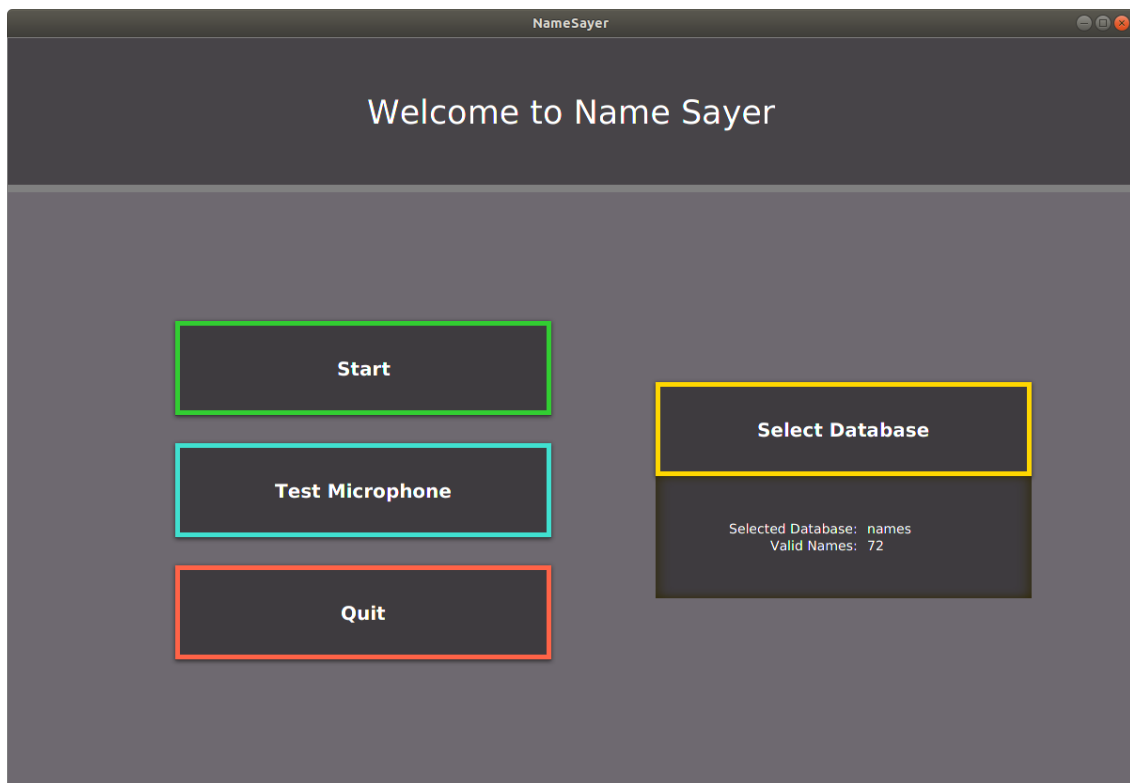 NameSayer
Welcome to Name Sayer
Start
Test Microphone
Quit
Select Database
Selected Database: names
Valid Names: 72